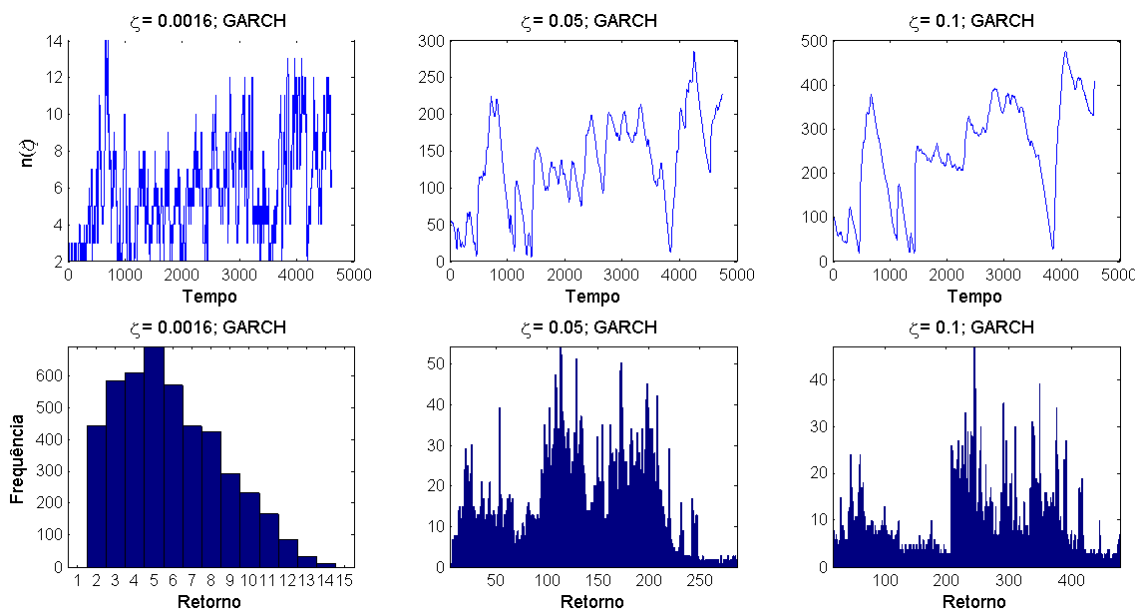 ζ = 0.0016; GARCH
ζ = 0.05; GARCH
ζ = 0.1; GARCH
n(ζ)
14
12
10
8
6
4
2
0 1000 2000 3000 4000 5000
Tempo
300
250
200
150
100
50
0
0 1000 2000 3000 4000 5000
Tempo
500
400
300
200
100
0
0 1000 2000 3000 4000 5000
Tempo
ζ = 0.0016; GARCH
ζ = 0.05; GARCH
ζ = 0.1; GARCH
Frequência
600
500
400
300
200
100
0
1 2 3 4 5 6 7 8 9 10 11 12 13 14 15
Retorno
50
40
30
20
10
0
50 100 150 200 250
Retorno
40
30
20
10
0
100 200 300 400
Retorno